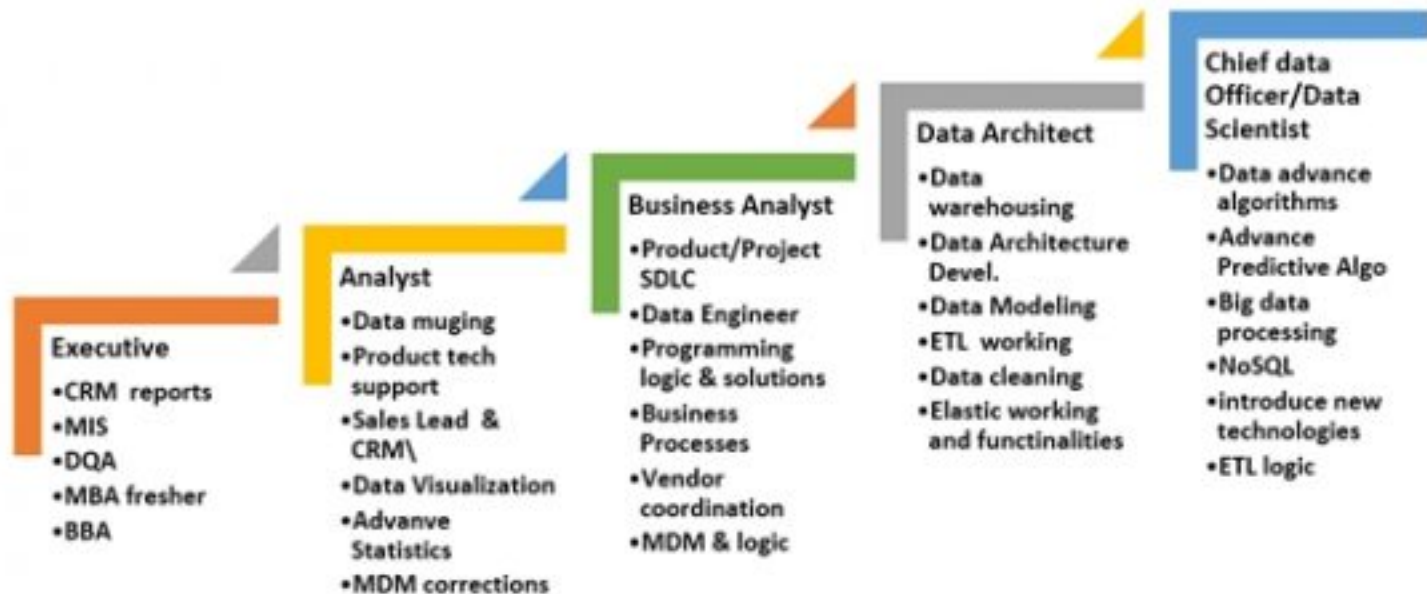 Executive
•CRM reports
•MIS
•DQA
•MBA fresher
•BBA
Analyst
•Data muging
•Product tech
support
•Sales Lead &
CRM\
•Data Visualization
•Advanve
Statistics
•MDM corrections
Business Analyst
•Product/Project
SDLC
•Data Engineer
•Programming
logic & solutions
•Business
Processes
•Vendor
coordination
•MDM & logic
Data Architect
•Data
warehousing
•Data Architecture
Devel.
•Data Modeling
•ETL working
•Data cleaning
•Elastic working
and functinalities
Chief data
Officer/Data
Scientist
•Data advance
algorithms
•Advance
Predictive Algo
•Big data
processing
•NoSQL
•introduce new
technologies
•ETL logic